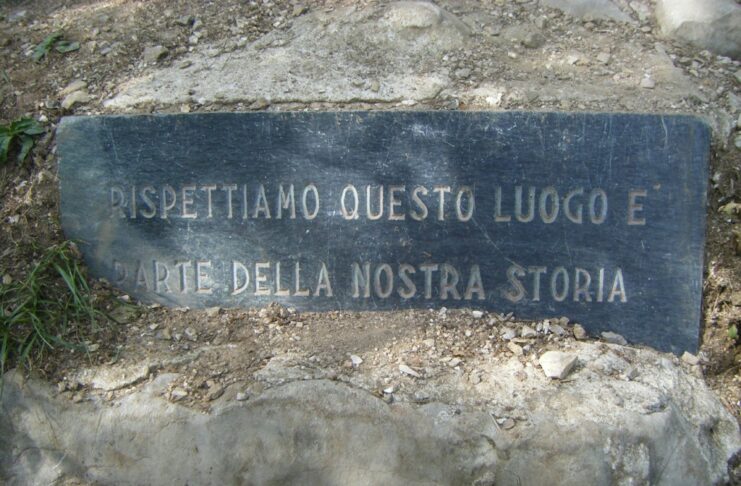 RISPETTIAMO QUESTO LUOGO E'
PARTE DELLA NOSTRA STORIA